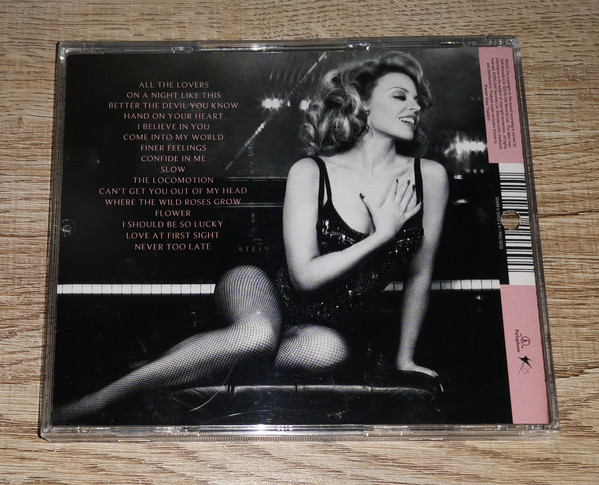 ALL THE LOVERS
ON A NIGHT LIKE THIS
BETTER THE DEVIL YOU KNOW
HAND ON YOUR HEART
I BELIEVE IN YOU
COME INTO MY WORLD
FINER FEELINGS
CONFIDE IN ME
SLOW
THE LOCOMOTION
CAN'T GET YOU OUT OF MY HEAD
WHERE THE WILD ROSES GROW
FLOWER
I SHOULD BE SO LUCKY
LOVE AT FIRST SIGHT
NEVER TOO LATE
STEIN
Parlophone